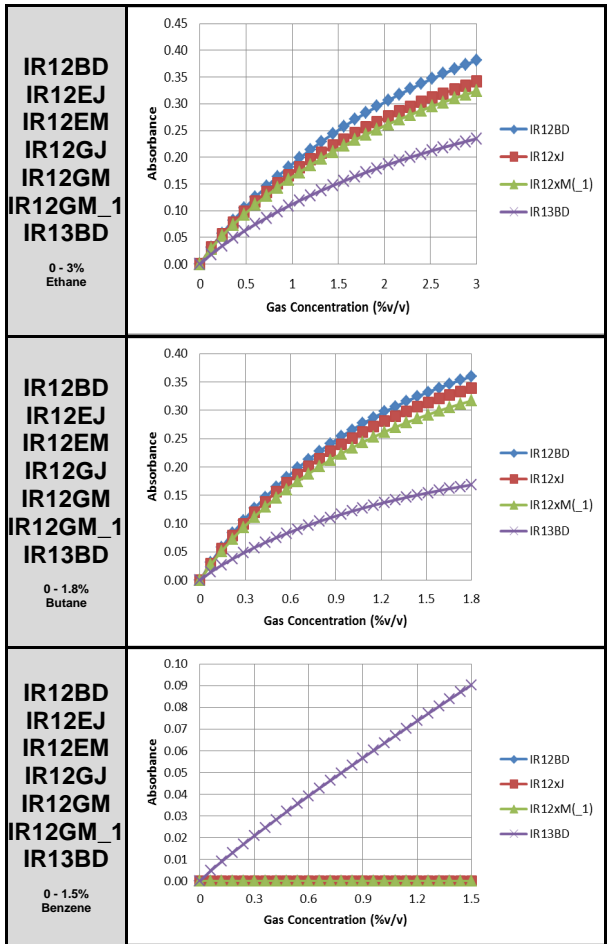 IR12BD
IR12EJ
IR12EM
IR12GJ
IR12GM
IR12GM_1
IR13BD
0 - 3%
Ethane
0.45
0.40
0.35
0.30
0.25
0.20
0.15
0.10
0.05
0.00
Absorbance
0 0.5 1 1.5 2 2.5 3
Gas Concentration (%v/v)
IR12BD
IR12xJ
IR12xM(_1)
IR13BD
IR12BD
IR12EJ
IR12EM
IR12GJ
IR12GM
IR12GM_1
IR13BD
0 - 1.8%
Butane
0.40
0.35
0.30
0.25
0.20
0.15
0.10
0.05
0.00
Absorbance
0 0.3 0.6 0.9 1.2 1.5 1.8
Gas Concentration (%v/v)
IR12BD
IR12xJ
IR12xM(_1)
IR13BD
IR12BD
IR12EJ
IR12EM
IR12GJ
IR12GM
IR12GM_1
IR13BD
0 - 1.5%
Benzene
0.10
0.09
0.08
0.07
0.06
0.05
0.04
0.03
0.02
0.01
0.00
Absorbance
0 0.3 0.6 0.9 1.2 1.5
Gas Concentration (%v/v)
IR12BD
IR12xJ
IR12xM(_1)
IR13BD